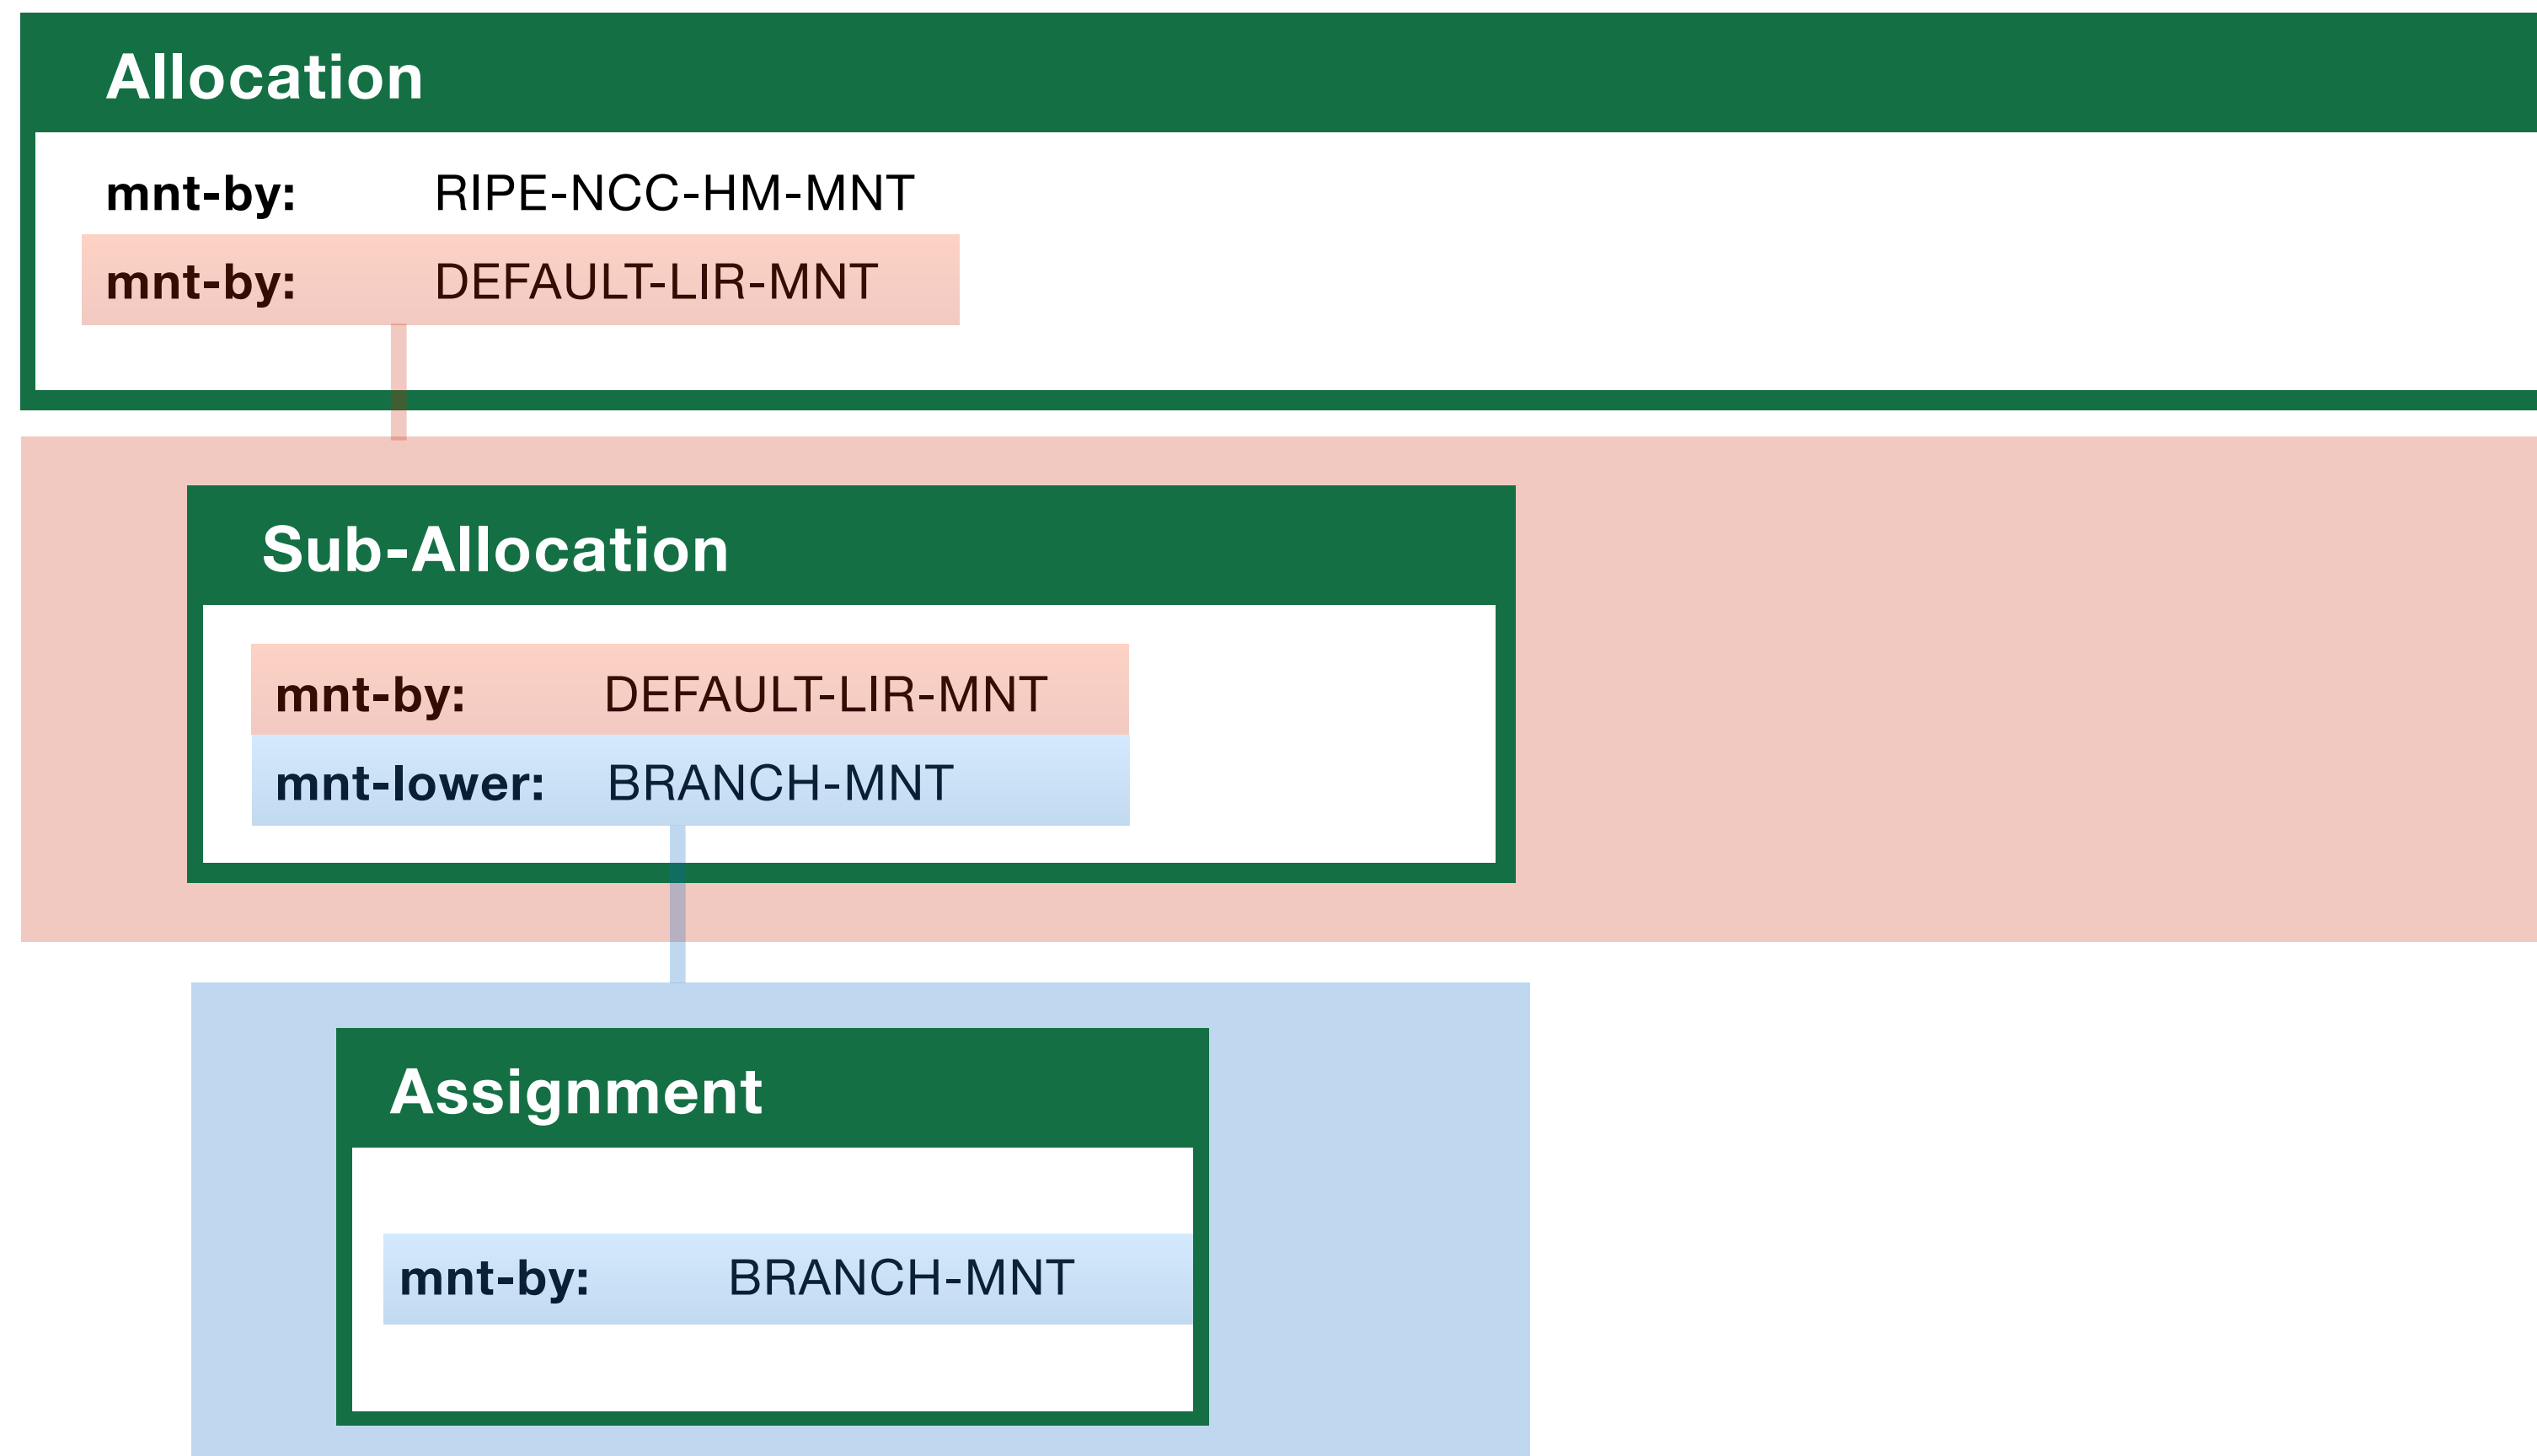 Allocation
mnt-by: RIPE-NCC-HM-MNT
mnt-by: DEFAULT-LIR-MNT
Sub-Allocation
mnt-by: DEFAULT-LIR-MNT
mnt-lower: BRANCH-MNT
Assignment
mnt-by: BRANCH-MNT